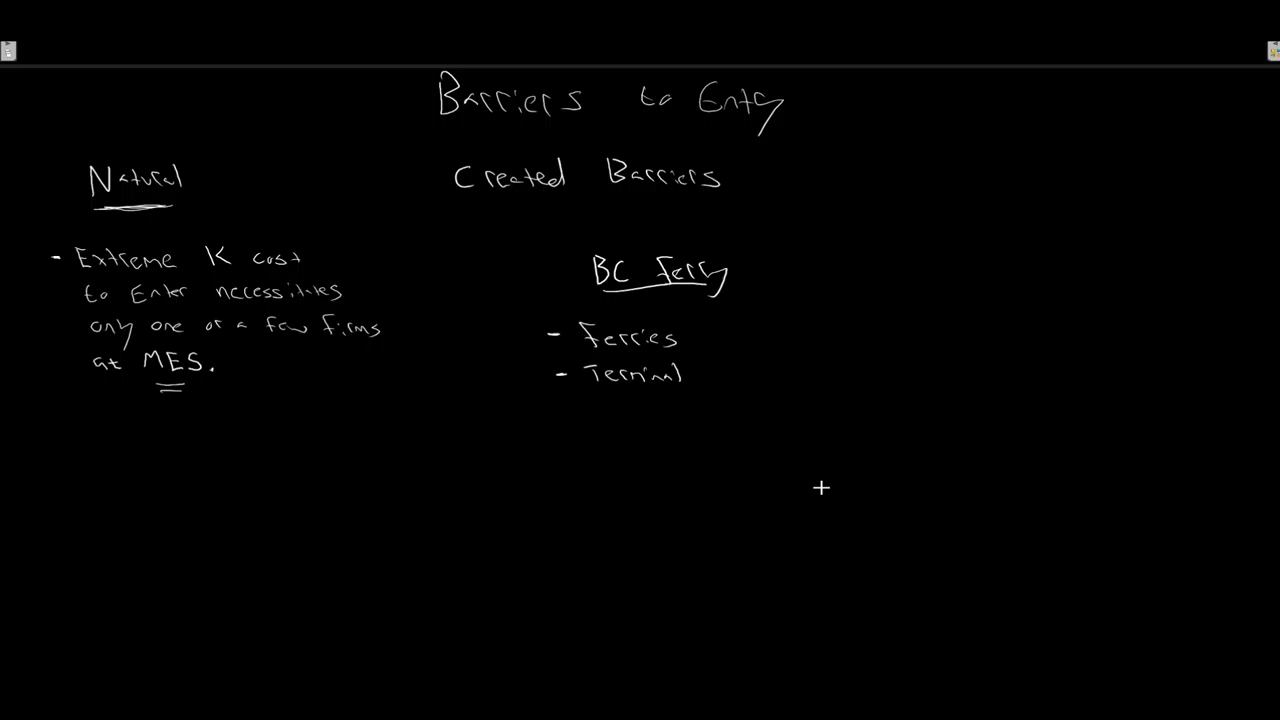 Barriers to Entry
Natural
Created Barriers
- Extreme K cost
to Enter necessitates
only one or a few firms
at MES.
BC Ferry
- Ferries
- Terminal